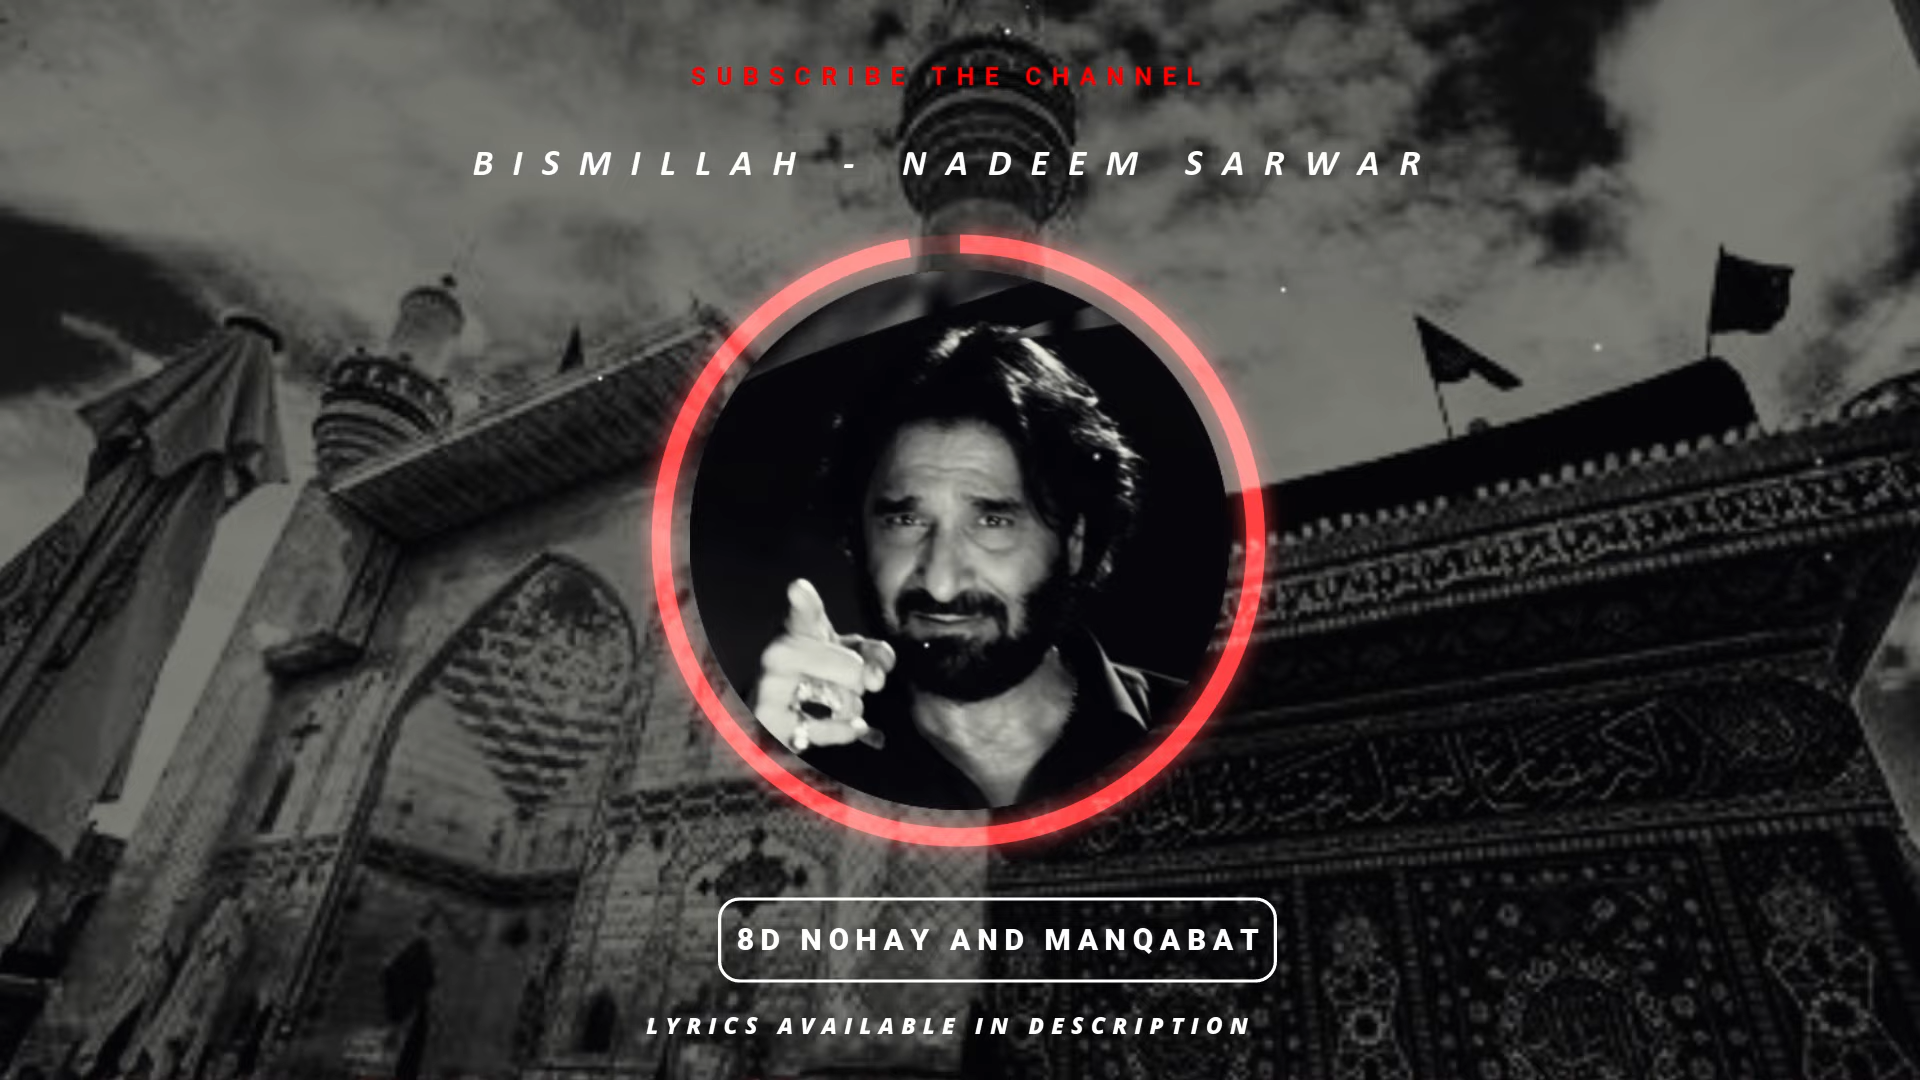 SUBSCRIBE THE CHANNEL
BISMILLAH - NADEEM SARWAR
8D NOHAY AND MANQABAT
LYRICS AVAILABLE IN DESCRIPTION